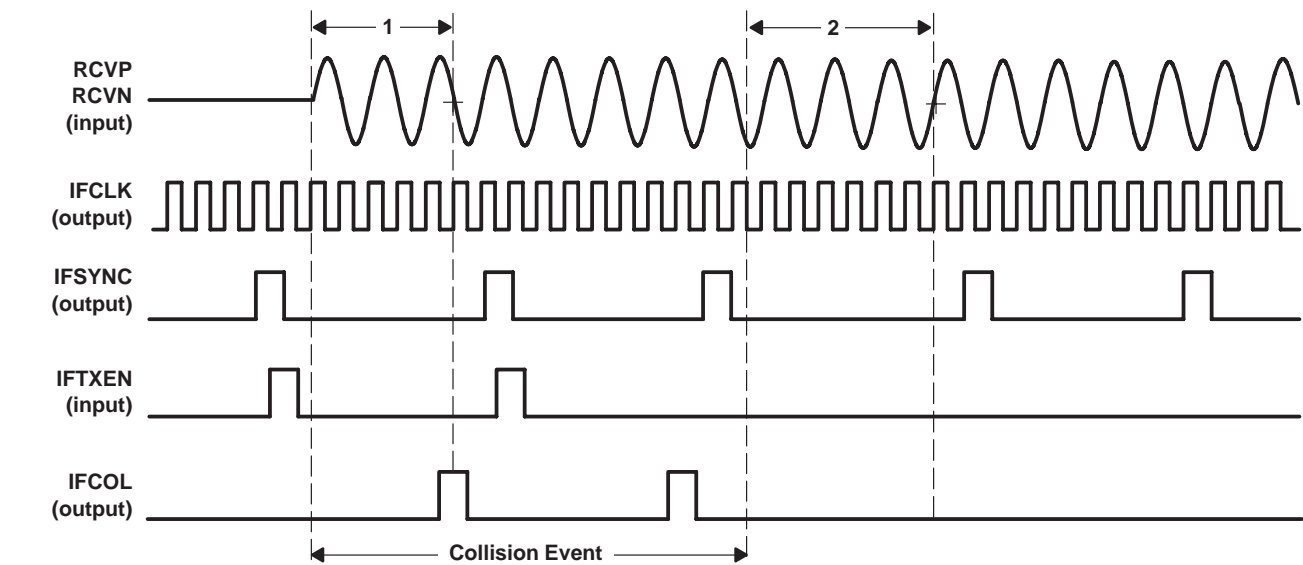 1
2
RCVP
RCVN
(input)
IFCLK
(output)
IFSYNC
(output)
IFTXEN
(input)
IFCOL
(output)
Collision Event